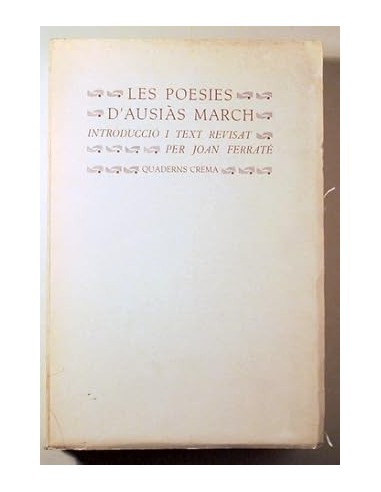 LES POESIES
D'AUSIÀS MARCH
INTRODUCCIÓ I TEXT REVISAT
PER JOAN FERRATÉ
QUADERNS CREMA